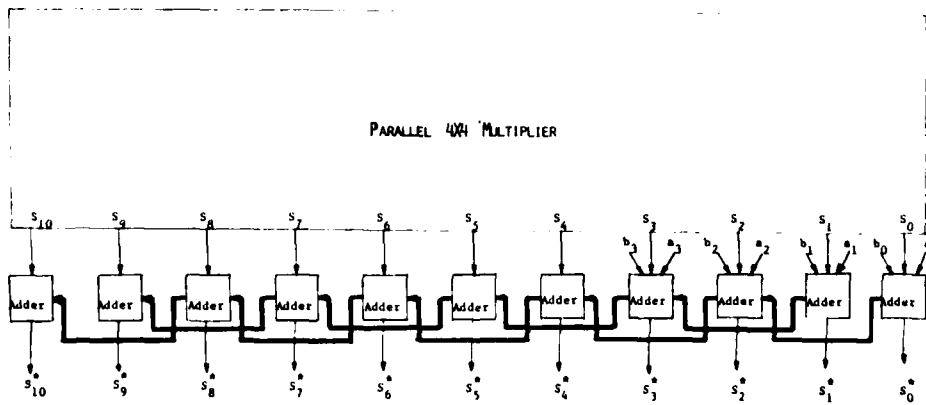 PARALLEL 4X4 MULTIPLIER
S10 S9 S8 S7 S6 S5 S4 S3 S2 S1 S0
b3 a3 b2 a2 b1 a1 b0
Adder Adder Adder Adder Adder Adder Adder Adder Adder Adder Adder
S*10 S*9 S*8 S*7 S*6 S*5 S*4 S*3 S*2 S*1 S*0